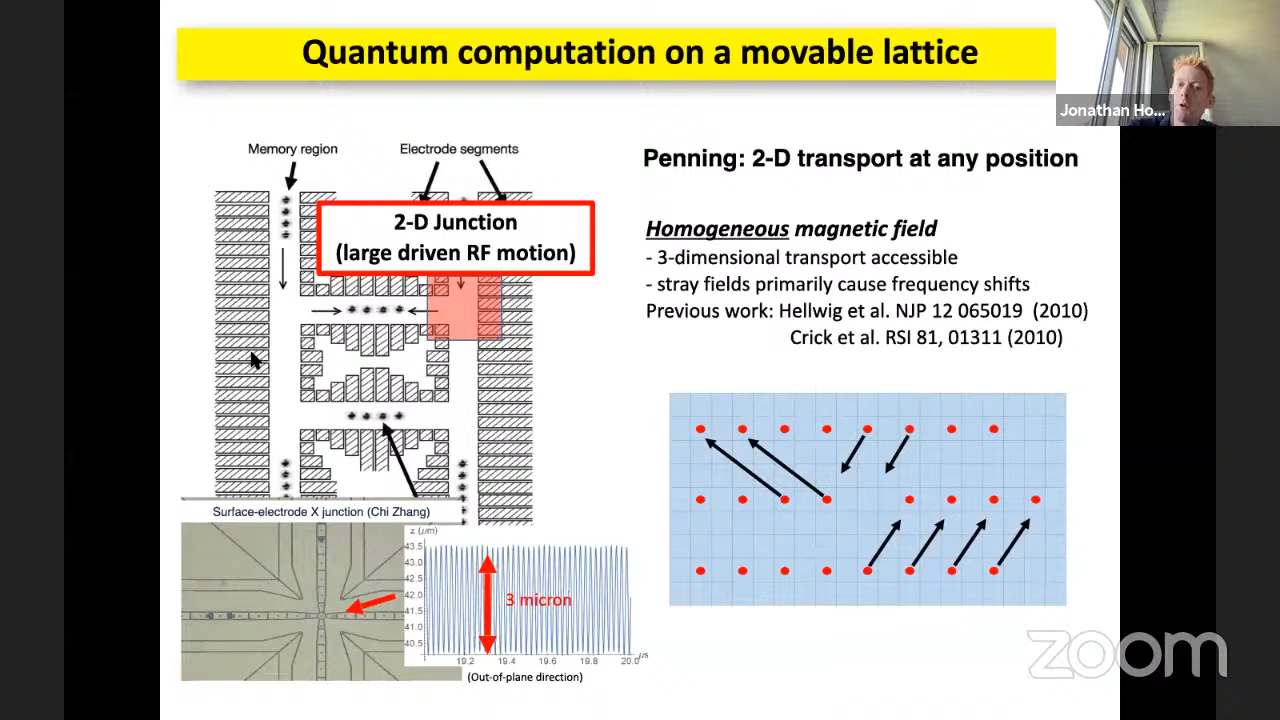 Quantum computation on a movable lattice
Jonathan Ho...
Memory region
Electrode segments
2-D Junction
(large driven RF motion)
Surface-electrode X junction (Chi Zhang)
z (μm)
43.5
43.0
42.5
42.0
41.5
41.0
40.5
3 micron
19.2 19.4 19.6 19.8 20.0 μs
(Out-of-plane direction)
Penning: 2-D transport at any position
Homogeneous magnetic field
- 3-dimensional transport accessible
- stray fields primarily cause frequency shifts
Previous work: Hellwig et al. NJP 12 065019 (2010)
Crick et al. RSI 81, 01311 (2010)
zoom